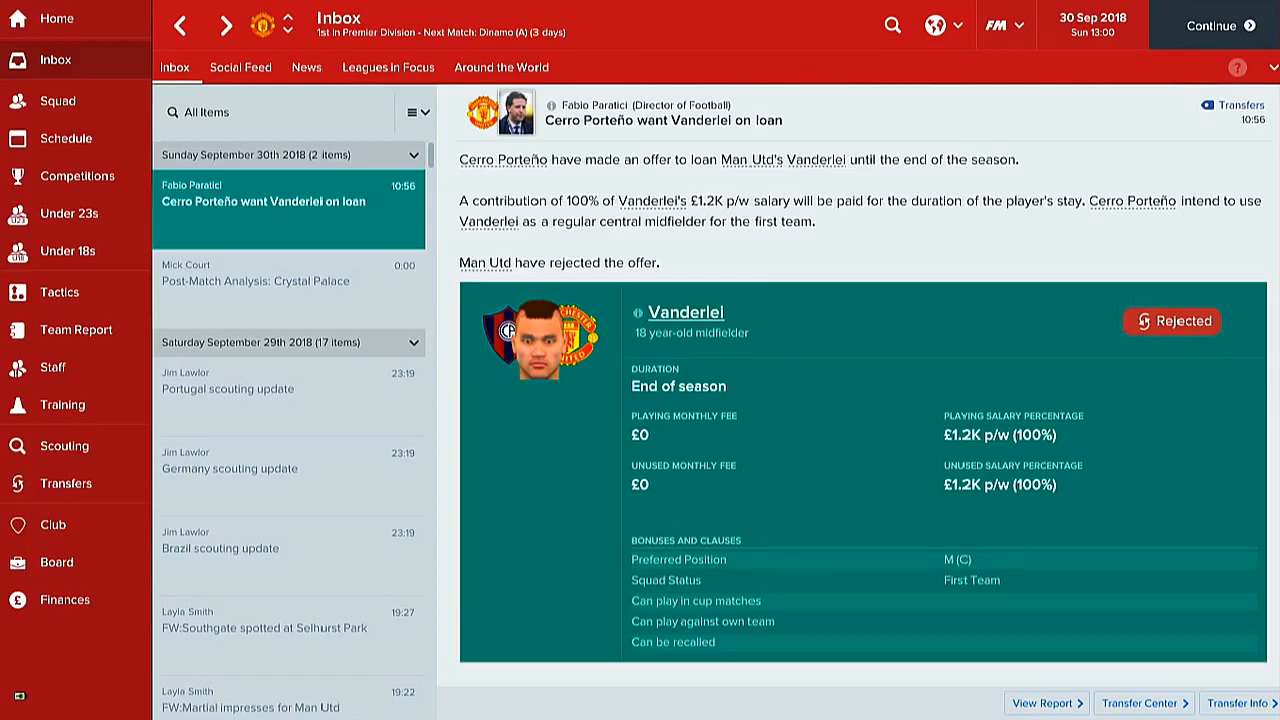 Home
Inbox
Squad
Schedule
Competitions
Under 23s
Under 18s
Tactics
Team Report
Staff
Training
Scouting
Transfers
Club
Board
Finances
Inbox
1st in Premier Division - Next Match: Dinamo (A) (3 days)
FM
30 Sep 2018
Sun 13:00
Continue
Inbox
Social Feed
News
Leagues in Focus
Around the World
?
All Items
Sunday September 30th 2018 (2 items)
Fabio Paratici 10:56
Cerro Porteño want Vanderlei on loan
Mick Court 0:00
Post-Match Analysis: Crystal Palace
Saturday September 29th 2018 (17 items)
Jim Lawlor 23:19
Portugal scouting update
Jim Lawlor 23:19
Germany scouting update
Jim Lawlor 23:19
Brazil scouting update
Layla Smith 19:27
FW:Southgate spotted at Selhurst Park
Layla Smith 19:22
FW:Martial impresses for Man Utd
Fabio Paratici (Director of Football)
Cerro Porteño want Vanderlei on loan
Transfers
10:56
Cerro Porteño have made an offer to loan Man Utd's Vanderlei until the end of the season.
A contribution of 100% of Vanderlei's £1.2K p/w salary will be paid for the duration of the player's stay. Cerro Porteño intend to use
Vanderlei as a regular central midfielder for the first team.
Man Utd have rejected the offer.
Vanderlei
18 year-old midfielder
Rejected
DURATION
End of season
PLAYING MONTHLY FEE
£0
PLAYING SALARY PERCENTAGE
£1.2K p/w (100%)
UNUSED MONTHLY FEE
£0
UNUSED SALARY PERCENTAGE
£1.2K p/w (100%)
BONUSES AND CLAUSES
Preferred Position M (C)
Squad Status First Team
Can play in cup matches
Can play against own team
Can be recalled
View Report
Transfer Center
Transfer Info